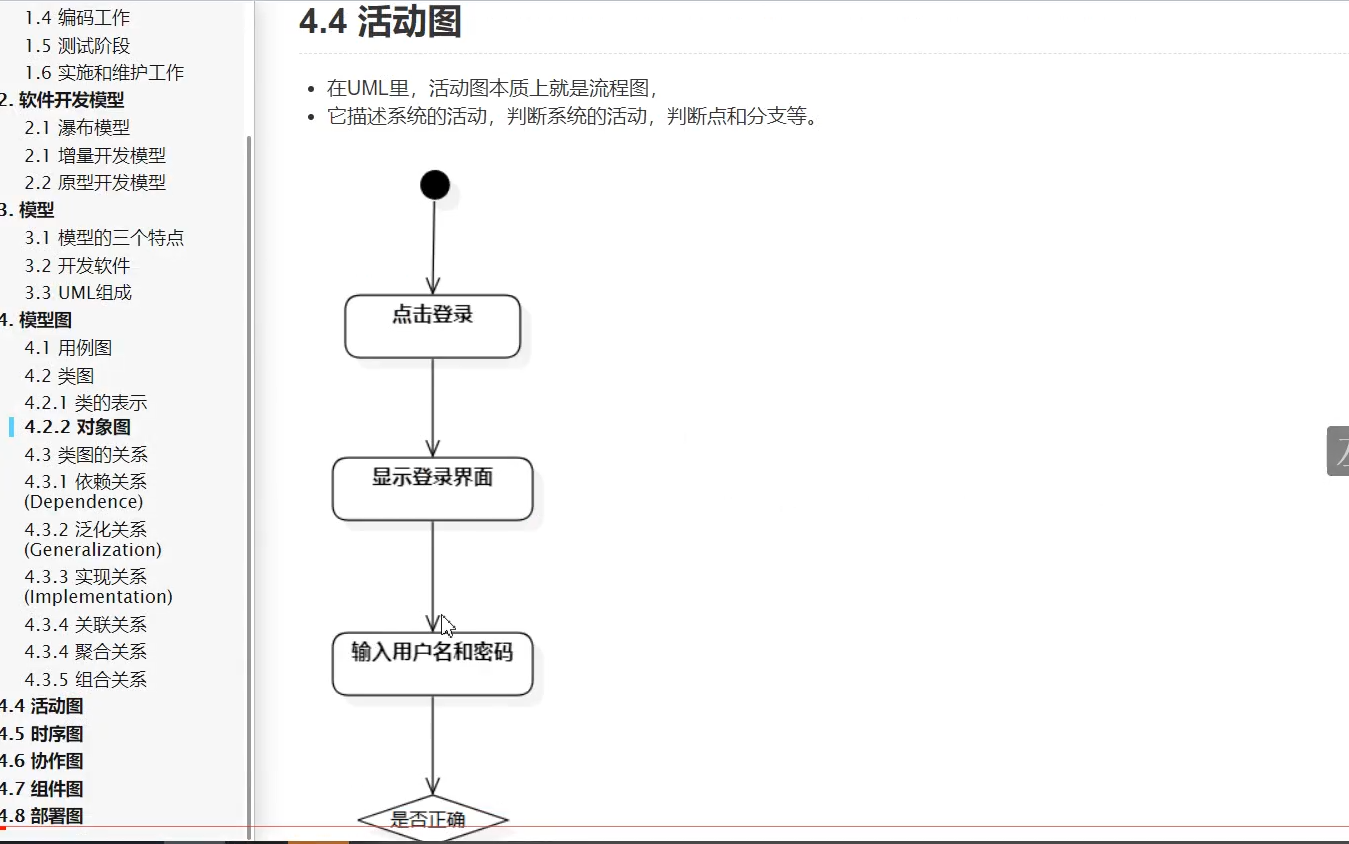 1.4 编码工作
1.5 测试阶段
1.6 实施和维护工作
2. 软件开发模型
2.1 瀑布模型
2.1 增量开发模型
2.2 原型开发模型
3. 模型
3.1 模型的三个特点
3.2 开发软件
3.3 UML组成
4. 模型图
4.1 用例图
4.2 类图
4.2.1 类的表示
4.2.2 对象图
4.3 类图的关系
4.3.1 依赖关系
(Dependence)
4.3.2 泛化关系
(Generalization)
4.3.3 实现关系
(Implementation)
4.3.4 关联关系
4.3.4 聚合关系
4.3.5 组合关系
4.4 活动图
4.5 时序图
4.6 协作图
4.7 组件图
4.8 部署图
4.4 活动图
在UML里，活动图本质上就是流程图，
它描述系统的活动，判断系统的活动，判断点和分支等。
点击登录
显示登录界面
输入用户名和密码
是否正确